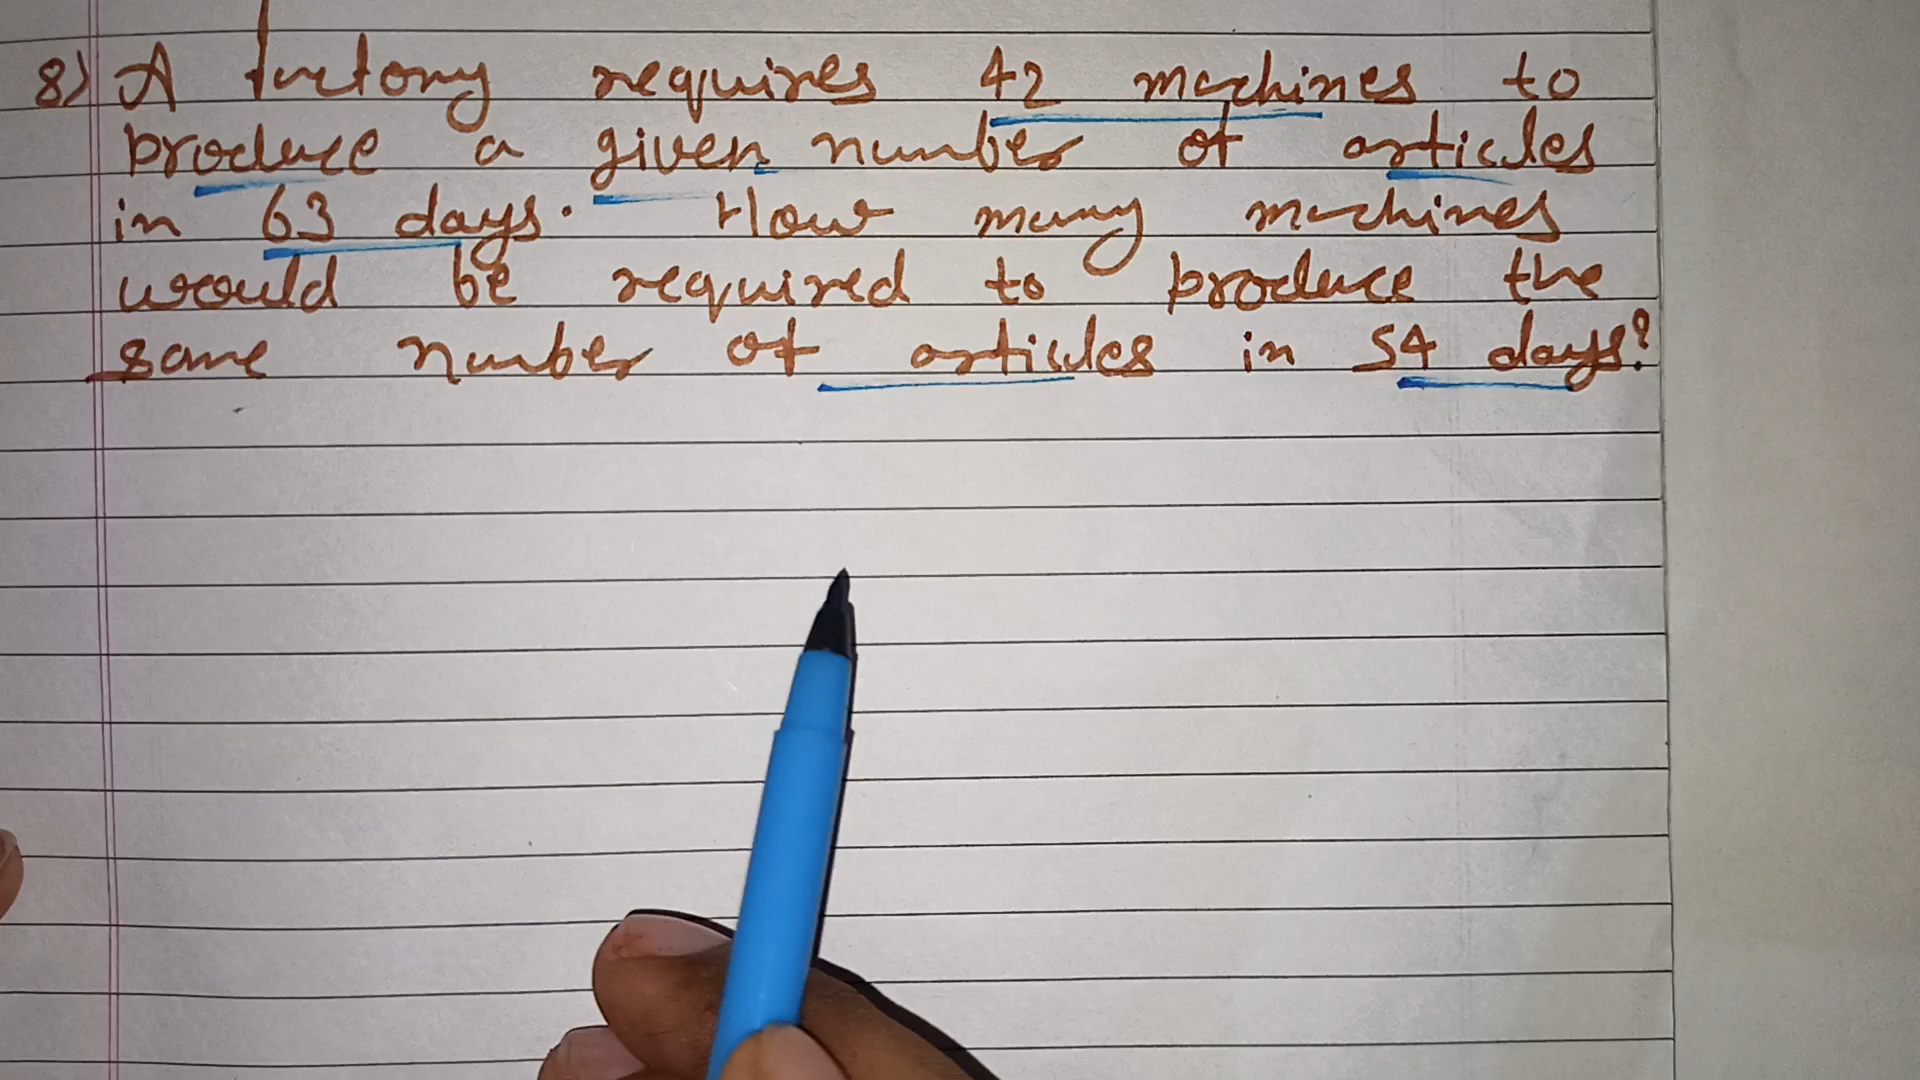 8) A factory requires 42 machines to
produce a given number of articles
in 63 days. How many machines
would be required to produce the
same number of articles in 54 days?